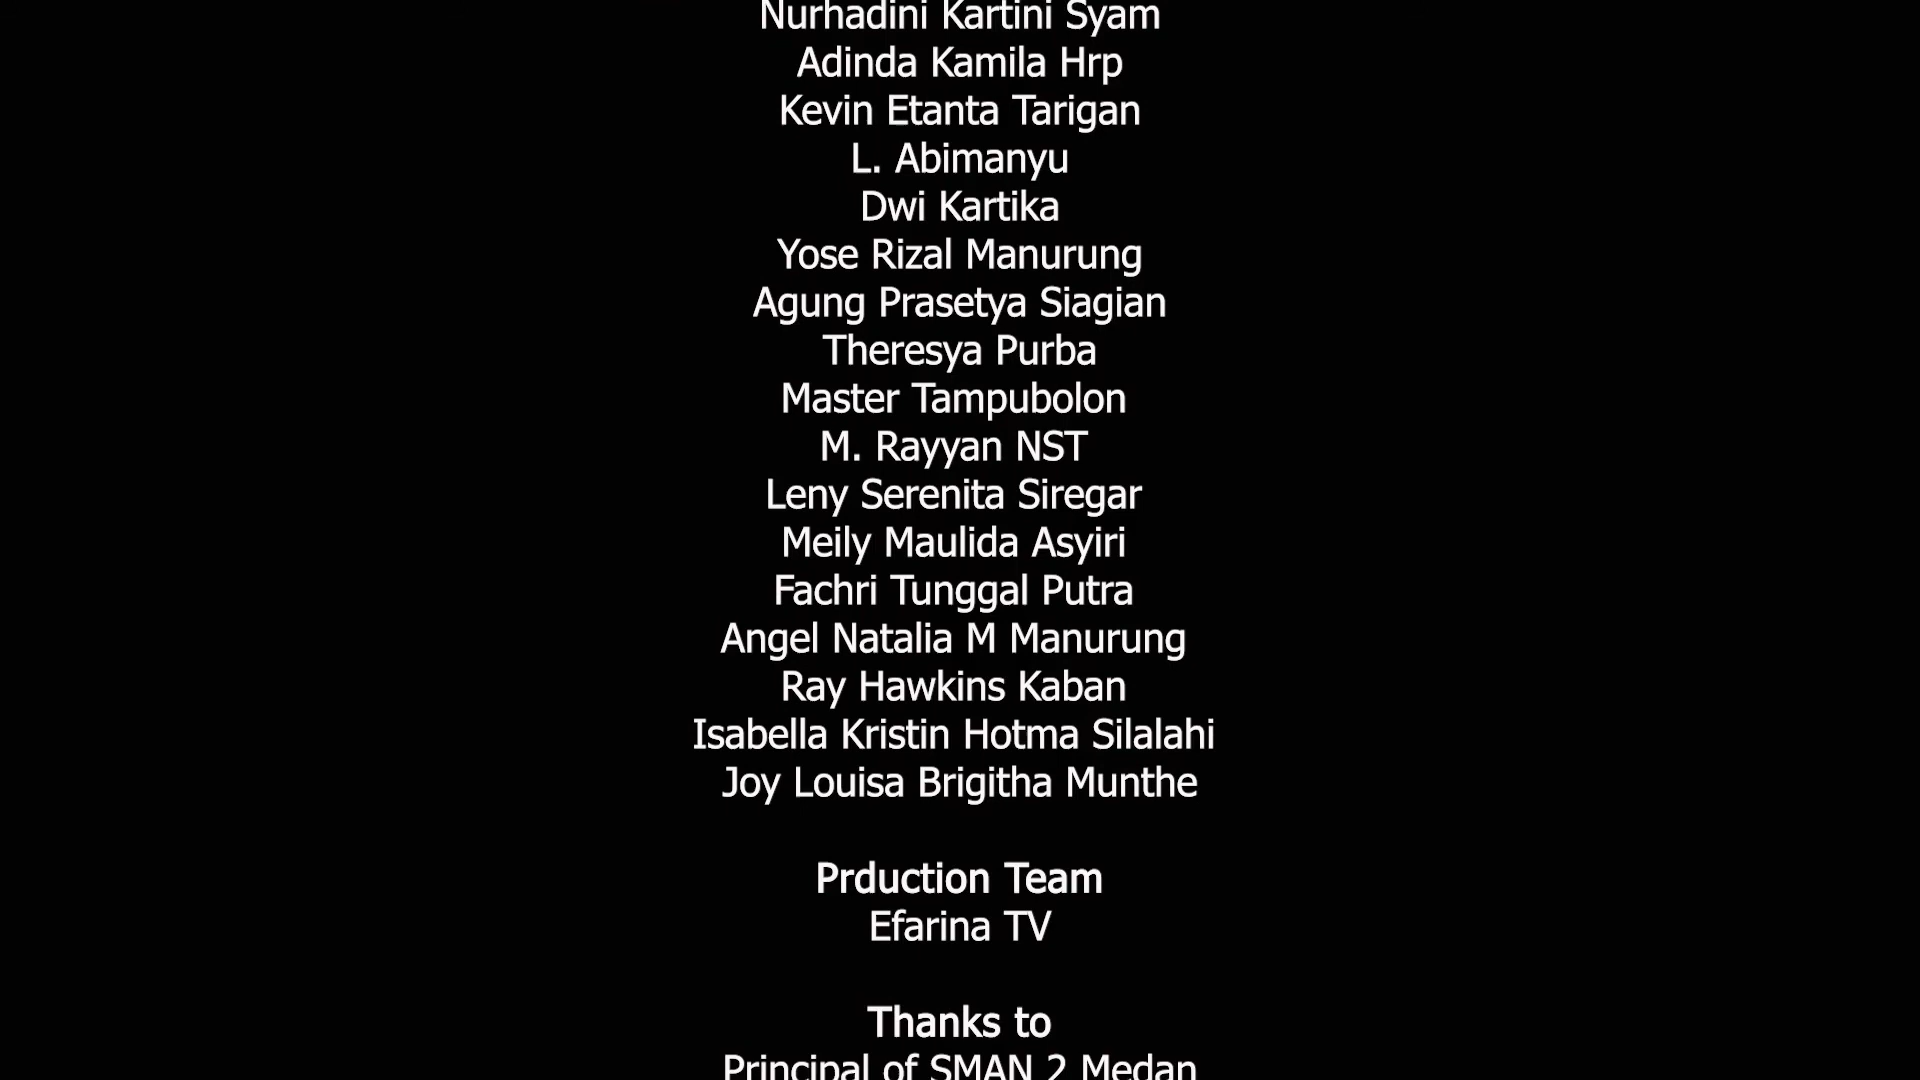 Nurhadini Kartini Syam
Adinda Kamila Hrp
Kevin Etanta Tarigan
L. Abimanyu
Dwi Kartika
Yose Rizal Manurung
Agung Prasetya Siagian
Theresya Purba
Master Tampubolon
M. Rayyan NST
Leny Serenita Siregar
Meily Maulida Asyiri
Fachri Tunggal Putra
Angel Natalia M Manurung
Ray Hawkins Kaban
Isabella Kristin Hotma Silalahi
Joy Louisa Brigitha Munthe
Prduction Team
Efarina TV
Thanks to
Principal of SMAN 2 Medan